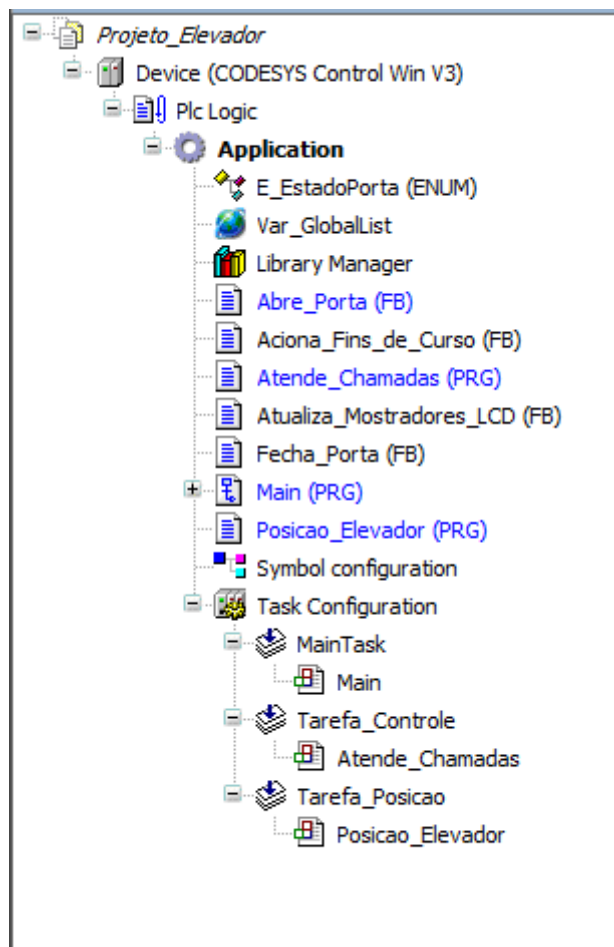 Projeto_Elevador
Device (CODESYS Control Win V3)
Plc Logic
Application
E_EstadoPorta (ENUM)
Var_GlobalList
Library Manager
Abre_Porta (FB)
Aciona_Fins_de_Curso (FB)
Atende_Chamadas (PRG)
Atualiza_Mostradores_LCD (FB)
Fecha_Porta (FB)
Main (PRG)
Posicao_Elevador (PRG)
Symbol configuration
Task Configuration
MainTask
Main
Tarefa_Controle
Atende_Chamadas
Tarefa_Posicao
Posicao_Elevador